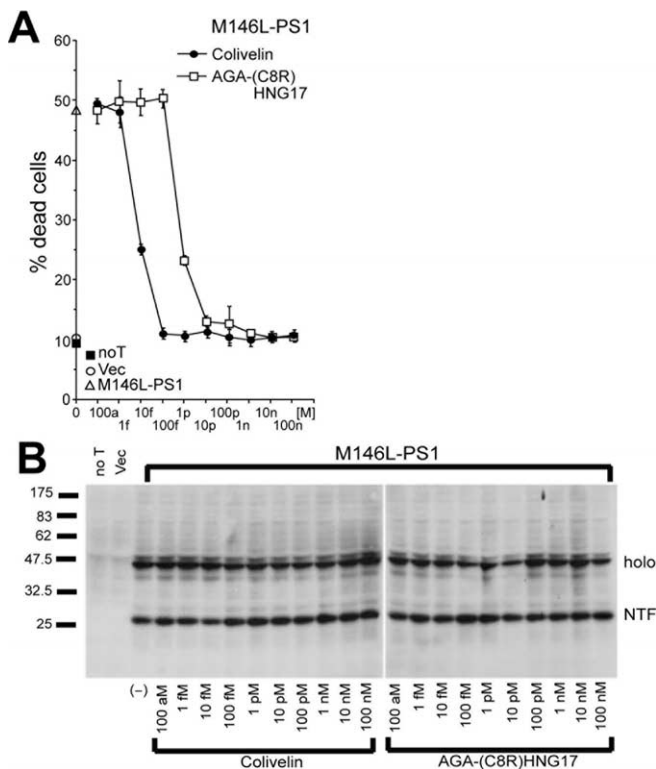 A
M146L-PS1
Colivelin
AGA-(C8R)
HNG17
60
50
40
30
20
10
0
% dead cells
noT
Vec
M146L-PS1
0 100a 10f 1p 100p 10n [M]
1f 100f 10p 1n 100n
B
M146L-PS1
no T
Vec
175
83
62
47.5
32.5
25
holo
NTF
(–)
100 aM
1 fM
10 fM
100 fM
1 pM
10 pM
100 pM
1 nM
10 nM
100 nM
100 aM
1 fM
10 fM
100 fM
1 pM
10 pM
100 pM
1 nM
10 nM
100 nM
Colivelin
AGA-(C8R)HNG17